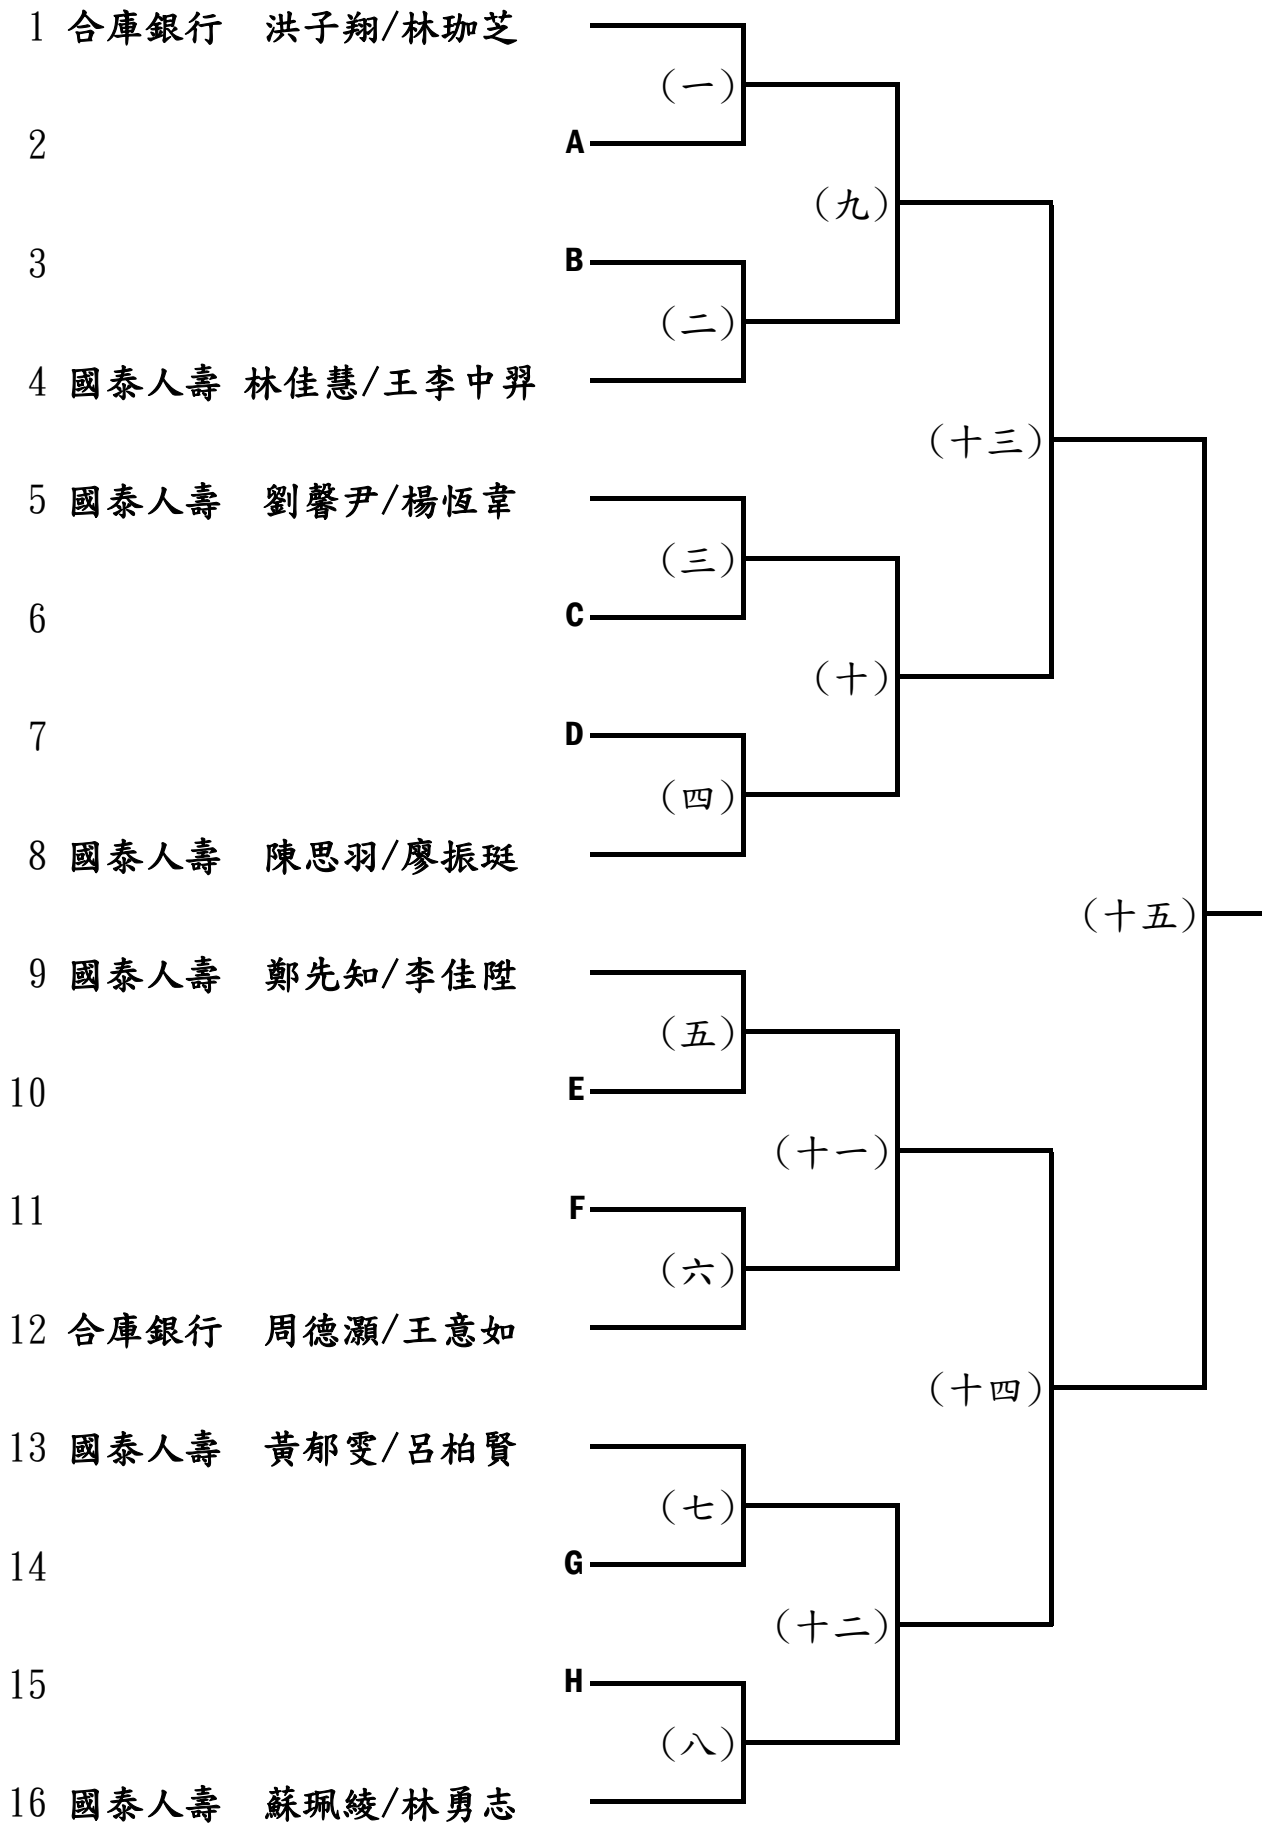 1 合庫銀行 洪子翔/林珈芝
(一)
2 A
(九)
3 B
(二)
4 國泰人壽 林佳慧/王李中羿
(十三)
5 國泰人壽 劉馨尹/楊恆韋
(三)
6 C
(十)
7 D
(四)
8 國泰人壽 陳思羽/廖振珽
(十五)
9 國泰人壽 鄭先知/李佳陞
(五)
10 E
(十一)
11 F
(六)
12 合庫銀行 周德灝/王意如
(十四)
13 國泰人壽 黃郁雯/呂柏賢
(七)
14 G
(十二)
15 H
(八)
16 國泰人壽 蘇珮綾/林勇志